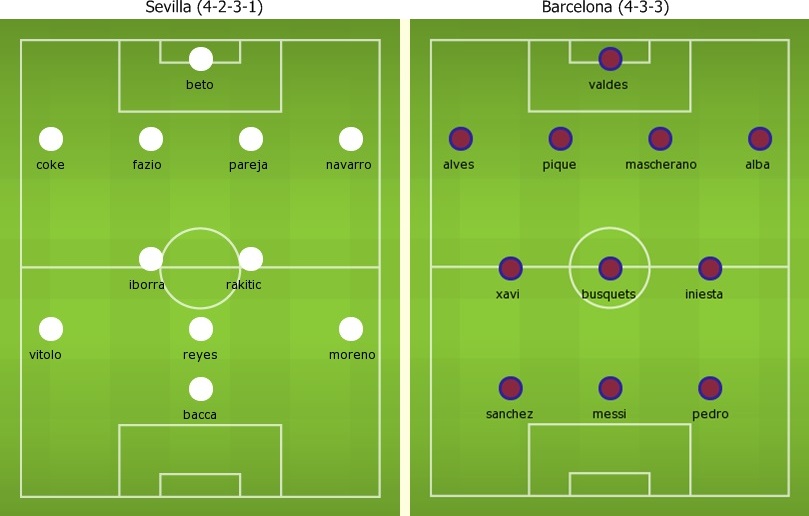 Sevilla (4-2-3-1)
beto
coke fazio pareja navarro
iborra rakitic
vitolo reyes moreno
bacca
Barcelona (4-3-3)
valdes
alves pique mascherano alba
xavi busquets iniesta
sanchez messi pedro